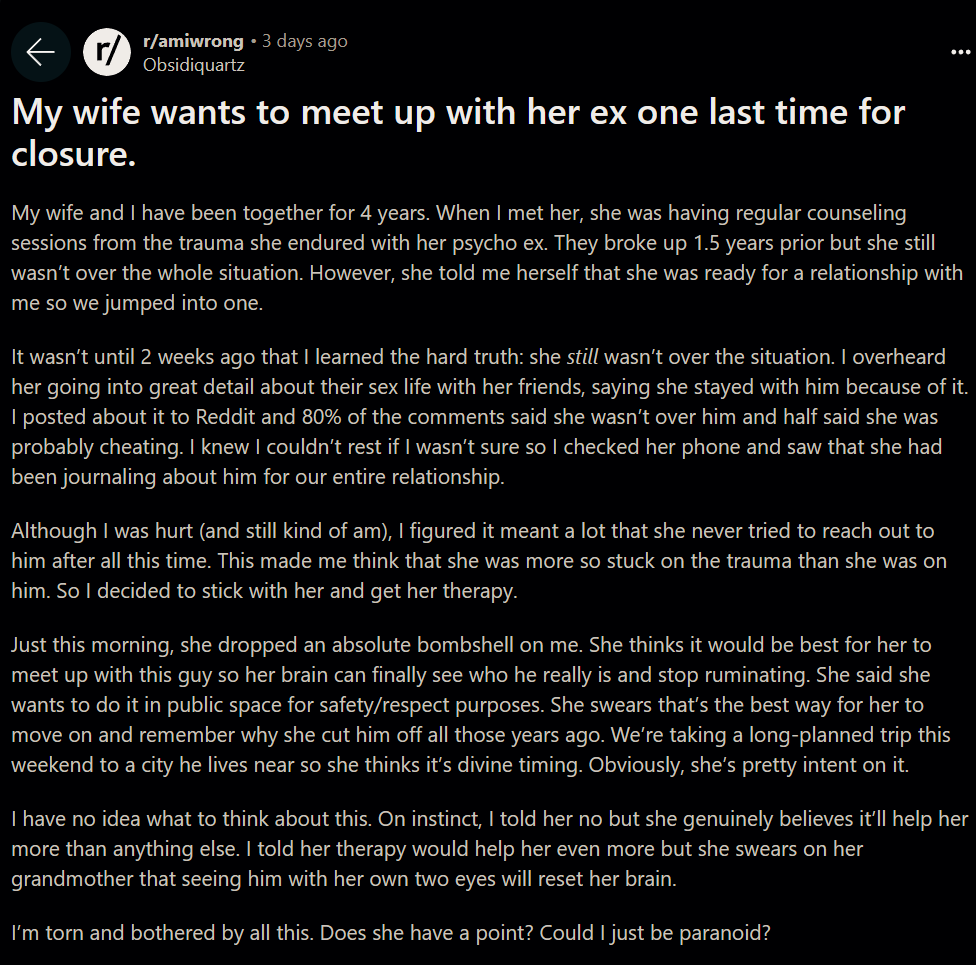 r/amiwrong • 3 days ago
r/
Obsidiquartz
My wife wants to meet up with her ex one last time for
closure.
My wife and I have been together for 4 years. When I met her, she was having regular counseling
sessions from the trauma she endured with her psycho ex. They broke up 1.5 years prior but she still
wasn’t over the whole situation. However, she told me herself that she was ready for a relationship with
me so we jumped into one.
It wasn’t until 2 weeks ago that I learned the hard truth: she still wasn’t over the situation. I overheard
her going into great detail about their sex life with her friends, saying she stayed with him because of it.
I posted about it to Reddit and 80% of the comments said she wasn’t over him and half said she was
probably cheating. I knew I couldn’t rest if I wasn’t sure so I checked her phone and saw that she had
been journaling about him for our entire relationship.
Although I was hurt (and still kind of am), I figured it meant a lot that she never tried to reach out to
him after all this time. This made me think that she was more so stuck on the trauma than she was on
him. So I decided to stick with her and get her therapy.
Just this morning, she dropped an absolute bombshell on me. She thinks it would be best for her to
meet up with this guy so her brain can finally see who he really is and stop ruminating. She said she
wants to do it in public space for safety/respect purposes. She swears that’s the best way for her to
move on and remember why she cut him off all those years ago. We’re taking a long-planned trip this
weekend to a city he lives near so she thinks it’s divine timing. Obviously, she’s pretty intent on it.
I have no idea what to think about this. On instinct, I told her no but she genuinely believes it’ll help her
more than anything else. I told her therapy would help her even more but she swears on her
grandmother that seeing him with her own two eyes will reset her brain.
I’m torn and bothered by all this. Does she have a point? Could I just be paranoid?